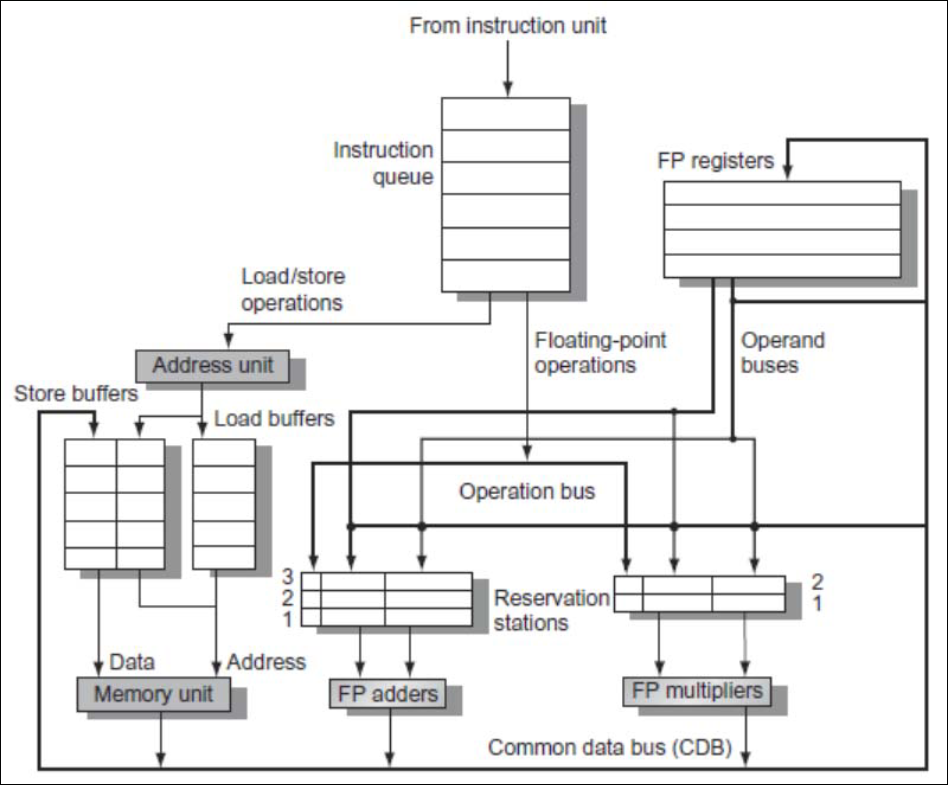 From instruction unit
Instruction
queue
FP registers
Load/store
operations
Floating-point
operations
Operand
buses
Address unit
Store buffers
Load buffers
Operation bus
3
2
1
Reservation
stations
2
1
Data
Address
Memory unit
FP adders
FP multipliers
Common data bus (CDB)